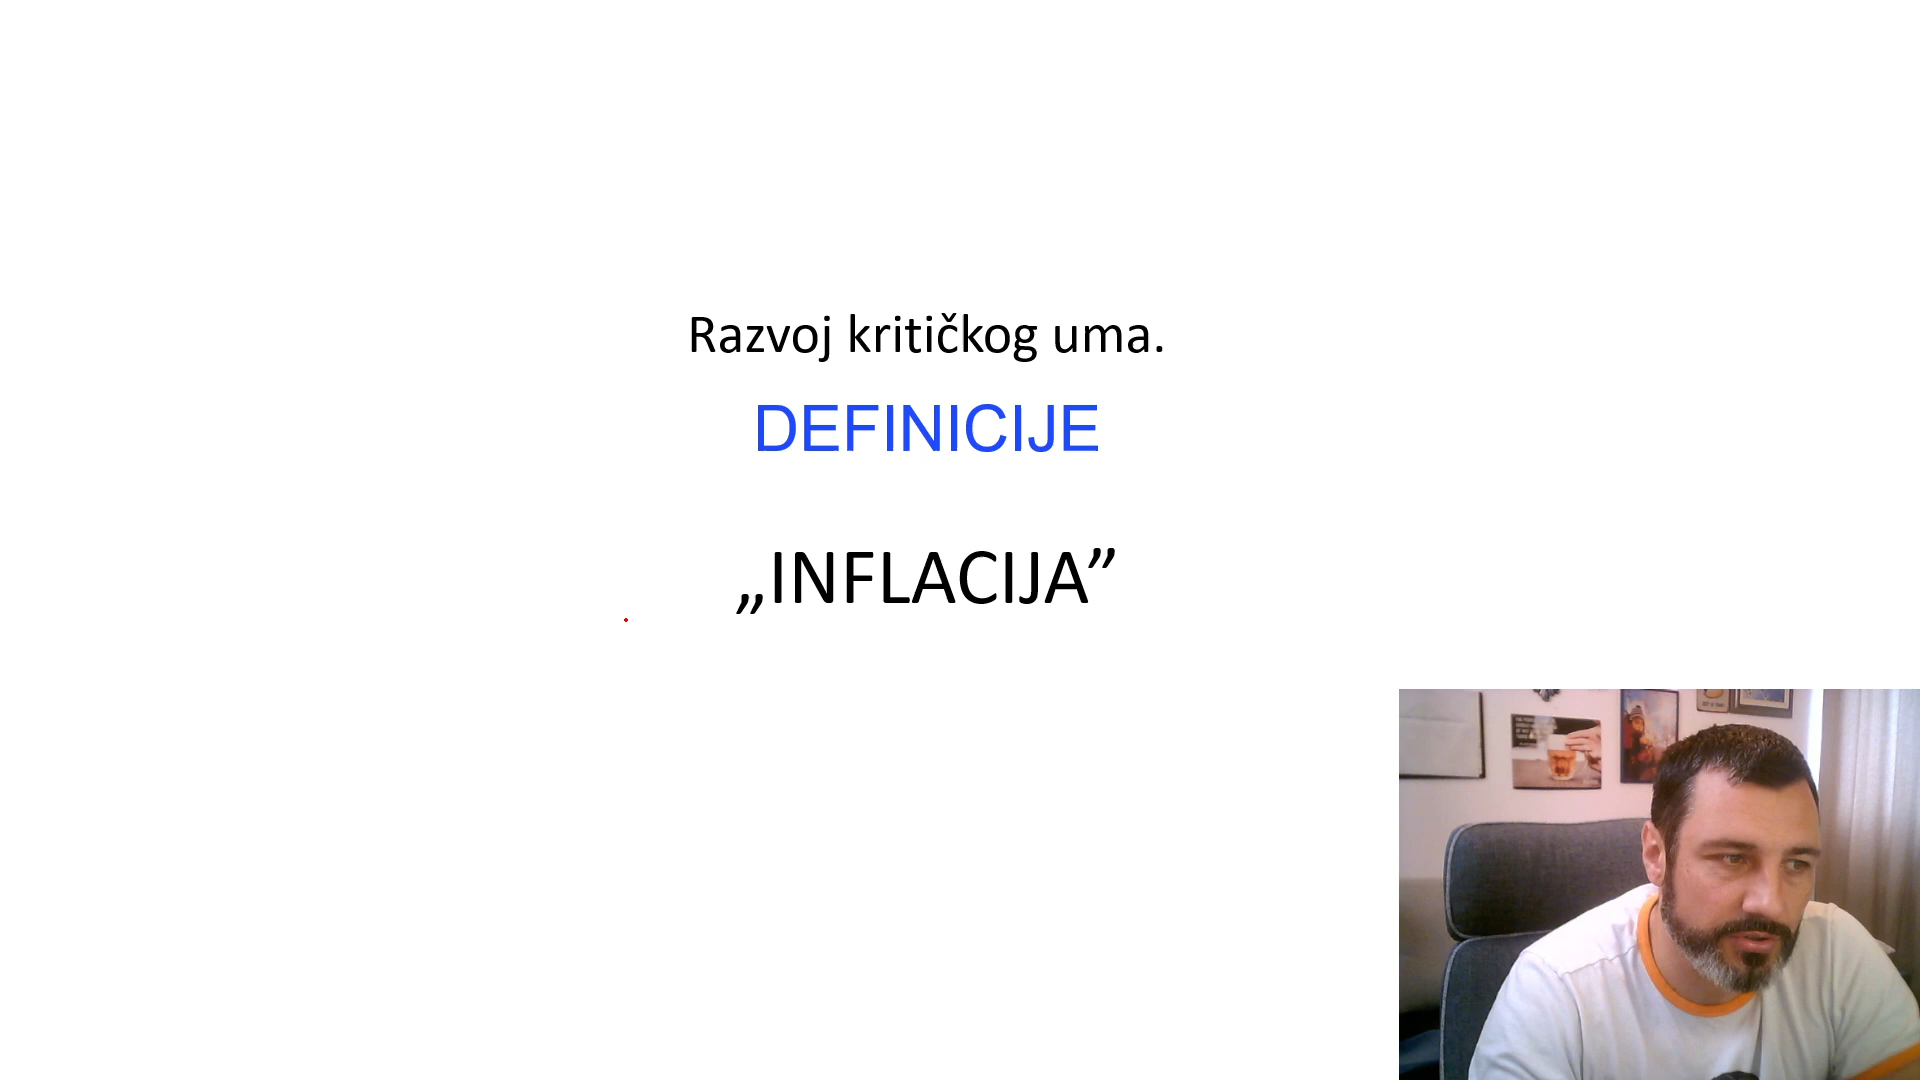 Razvoj kritičkog uma.
DEFINICIJE
„INFLACIJA”